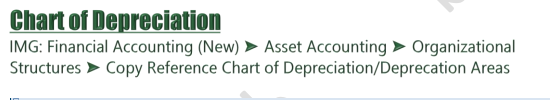 Chart of Depreciation
IMG: Financial Accounting (New) ➤ Asset Accounting ➤ Organizational
Structures ➤ Copy Reference Chart of Depreciation/Deprecation Areas